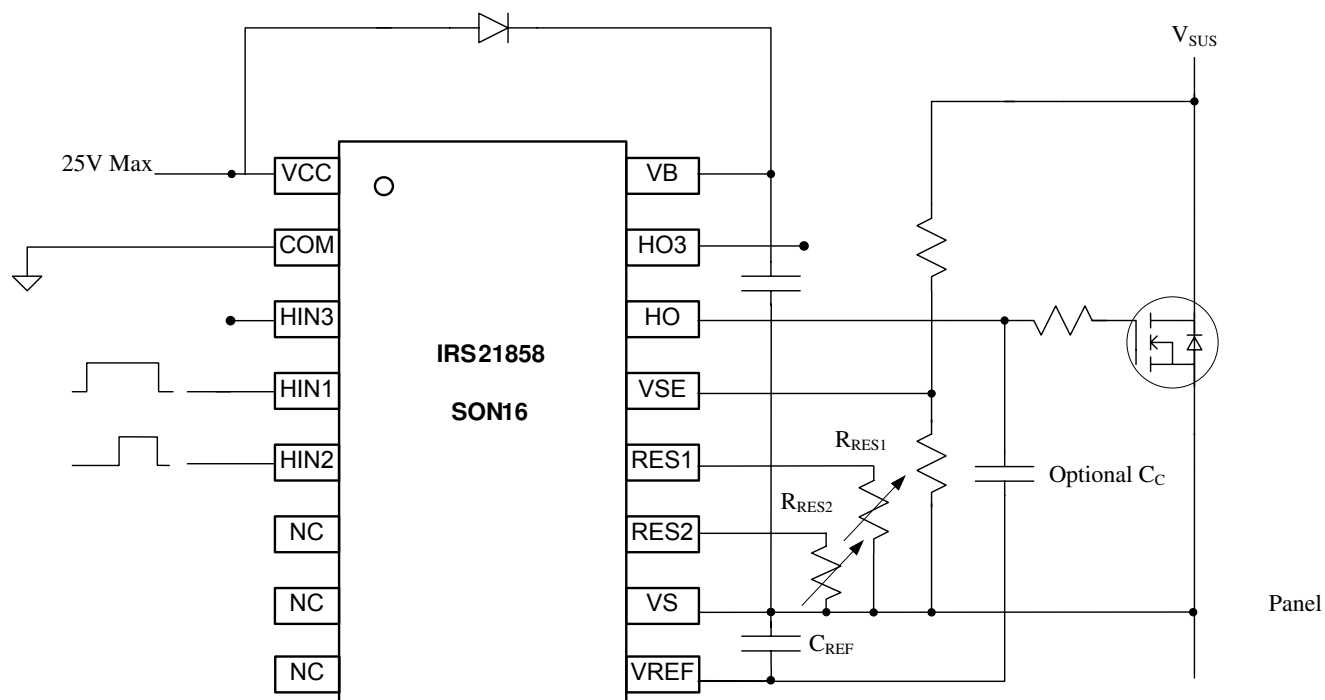 V_SUS
25V Max
VCC
VB
COM
HO3
HIN3
HO
IRS21858
SON16
HIN1
VSE
HIN2
RES1
R_RES1
Optional C_C
R_RES2
NC
RES2
NC
VS
Panel
C_REF
NC
VREF